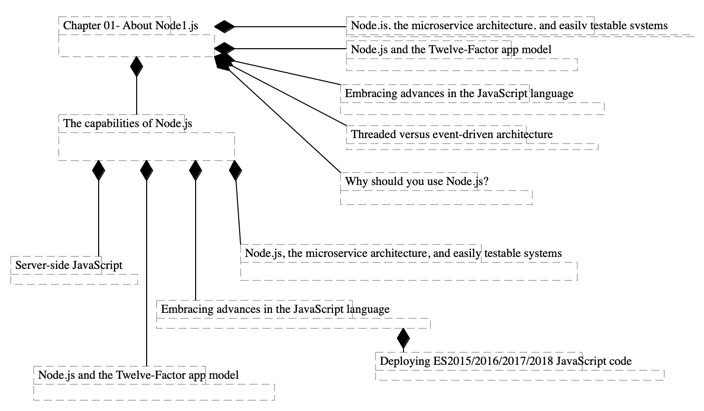 Chapter 01- About Node1.js
Node.is. the microservice architecture. and easily testable systems
Node.js and the Twelve-Factor app model
Embracing advances in the JavaScript language
The capabilities of Node.js
Threaded versus event-driven architecture
Why should you use Node.js?
Node.js, the microservice architecture, and easily testable systems
Server-side JavaScript
Embracing advances in the JavaScript language
Deploying ES2015/2016/2017/2018 JavaScript code
Node.js and the Twelve-Factor app model